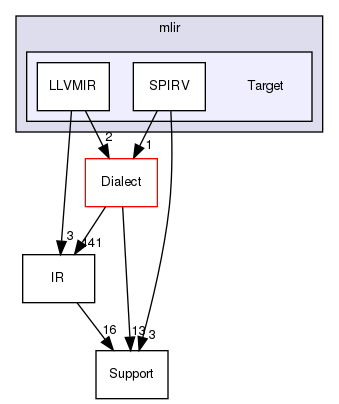 mlir
LLVMIR
SPIRV
Target
2
1
Dialect
3
141
IR
16
13
3
Support